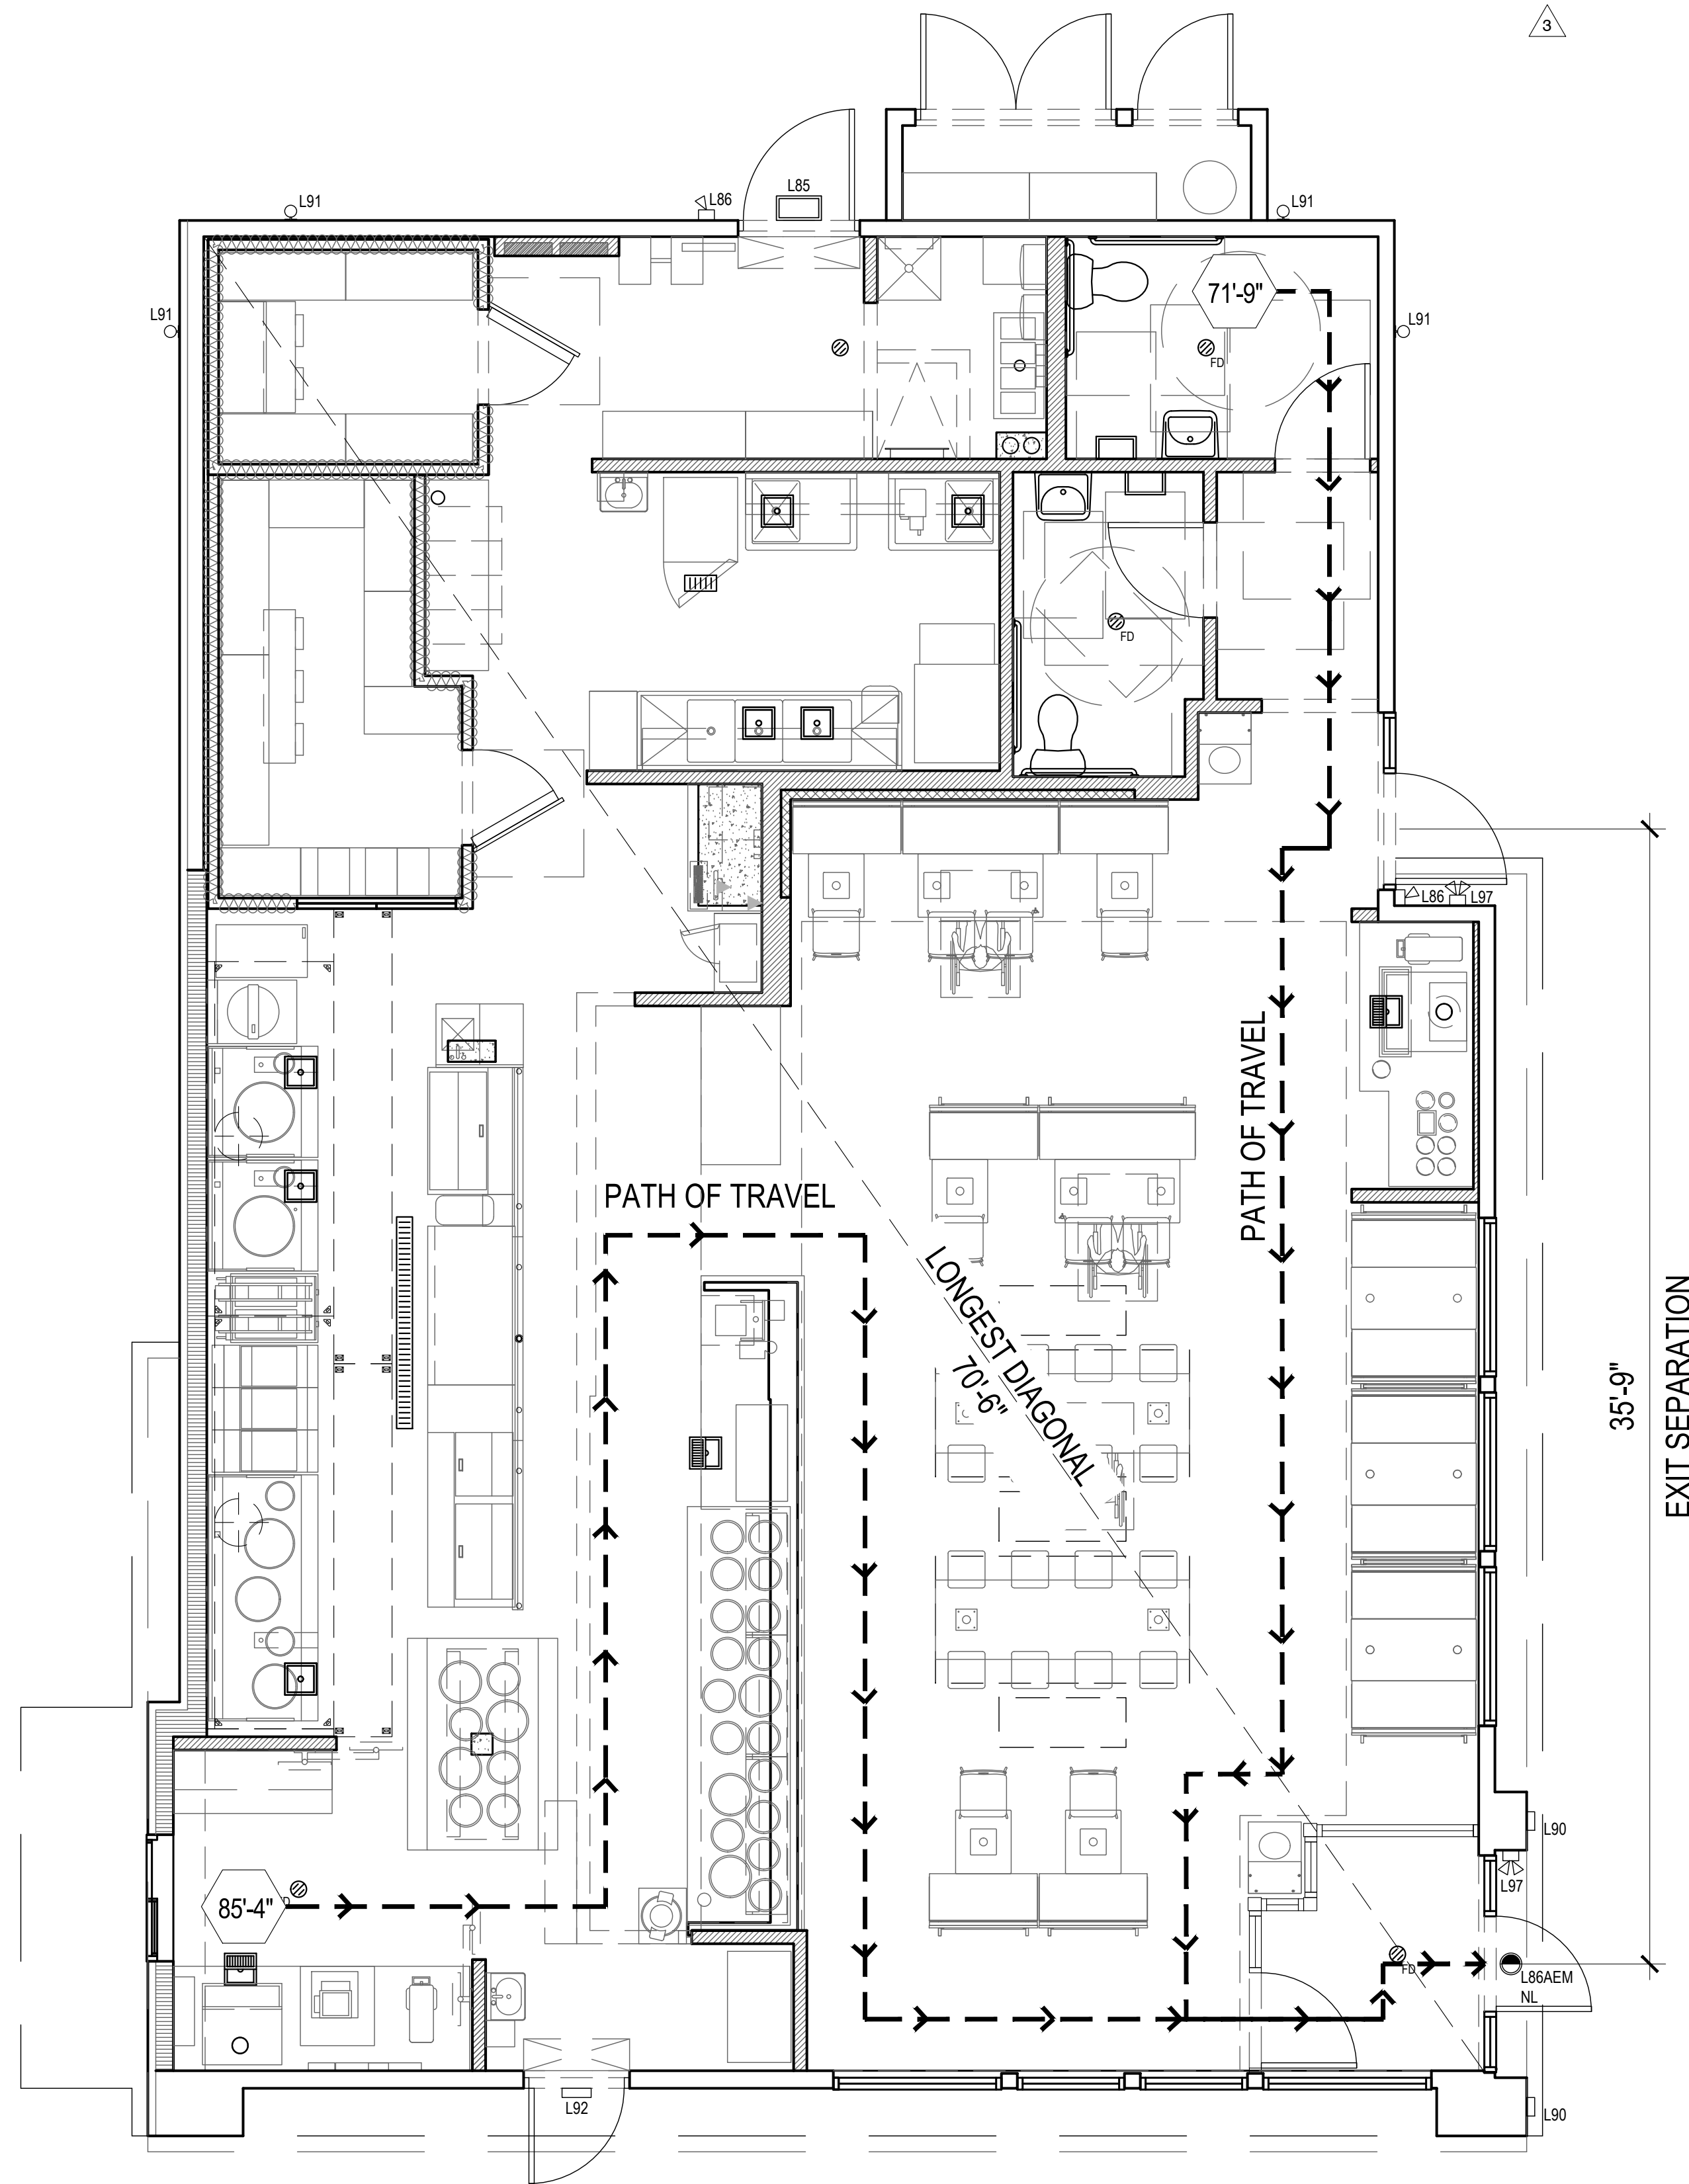 3
L91
L86
L85
L91
L91
L91
71'-9"
FD
FD
L86
L97
PATH OF TRAVEL
PATH OF TRAVEL
LONGEST DIAGONAL
70'-6"
35'-9"
EXIT SEPARATION
L90
L97
85'-4"
FD
L86AEM
NL
L92
L90